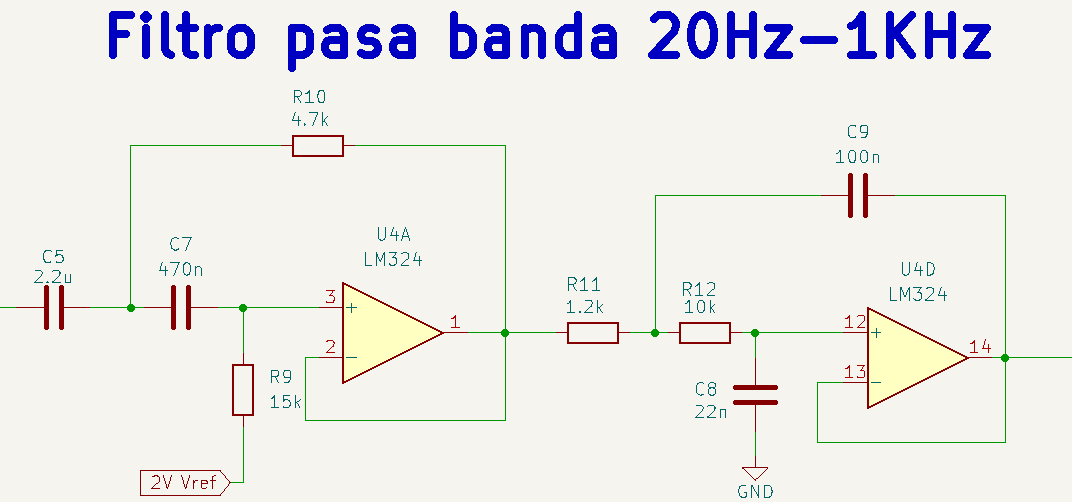 Filtro pasa banda 20Hz-1KHz
R10
4.7k
C9
100n
C5
2.2u
C7
470n
U4A
LM324
3
+
1
2
-
R9
15k
2V Vref
R11
1.2k
R12
10k
U4D
LM324
12
+
14
13
-
C8
22n
GND